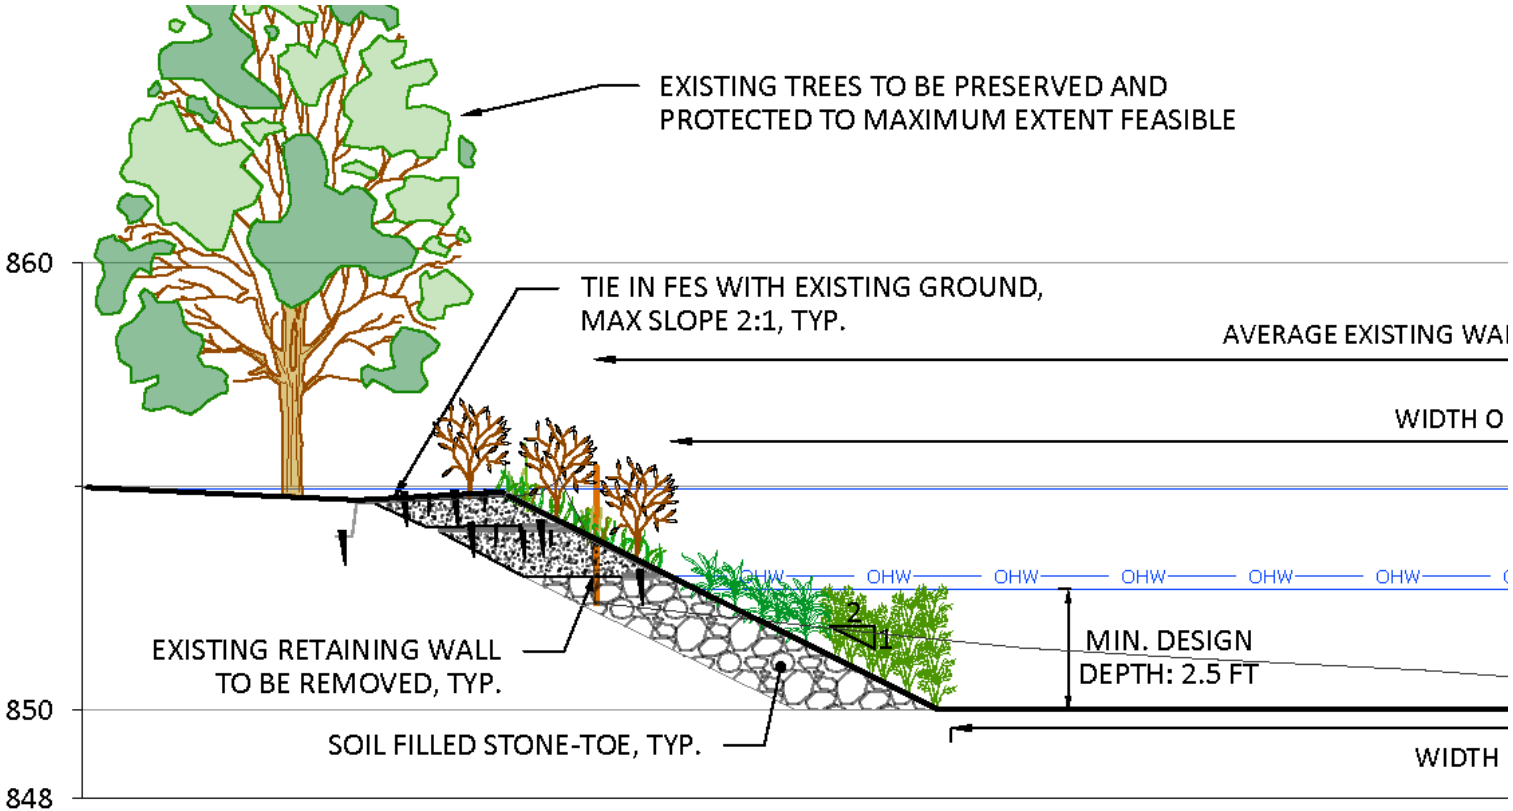 EXISTING TREES TO BE PRESERVED AND
PROTECTED TO MAXIMUM EXTENT FEASIBLE
860
TIE IN FES WITH EXISTING GROUND,
MAX SLOPE 2:1, TYP.
AVERAGE EXISTING
WIDTH O
OHW OHW OHW OHW OHW OHW
2
1
MIN. DESIGN
DEPTH: 2.5 FT
EXISTING RETAINING WALL
TO BE REMOVED, TYP.
850
SOIL FILLED STONE-TOE, TYP.
WIDTH
848